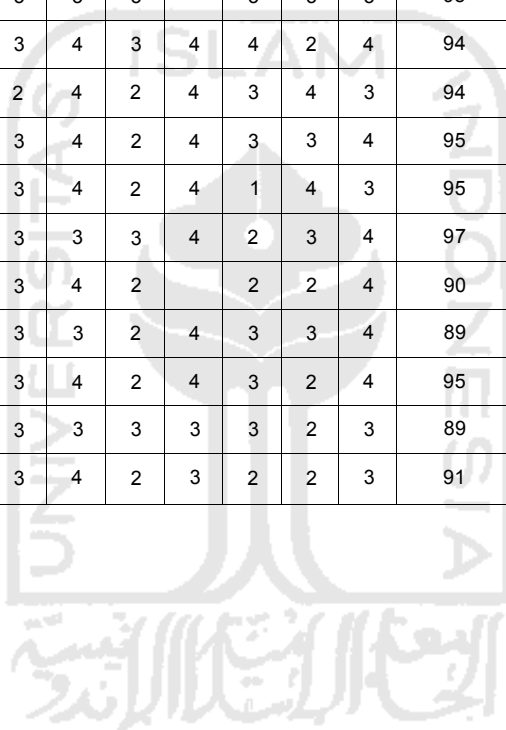 3 4 3 4 4 2 4 94
2 4 2 4 3 4 3 94
3 4 2 4 3 3 4 95
3 4 2 4 1 4 3 95
3 3 3 4 2 3 4 97
3 4 2 2 2 4 90
3 3 2 4 3 3 4 89
3 4 2 4 3 2 4 95
3 3 3 3 3 2 3 89
3 4 2 3 2 2 3 91
ISLAM
UNIVERSITAS
INDONESIA